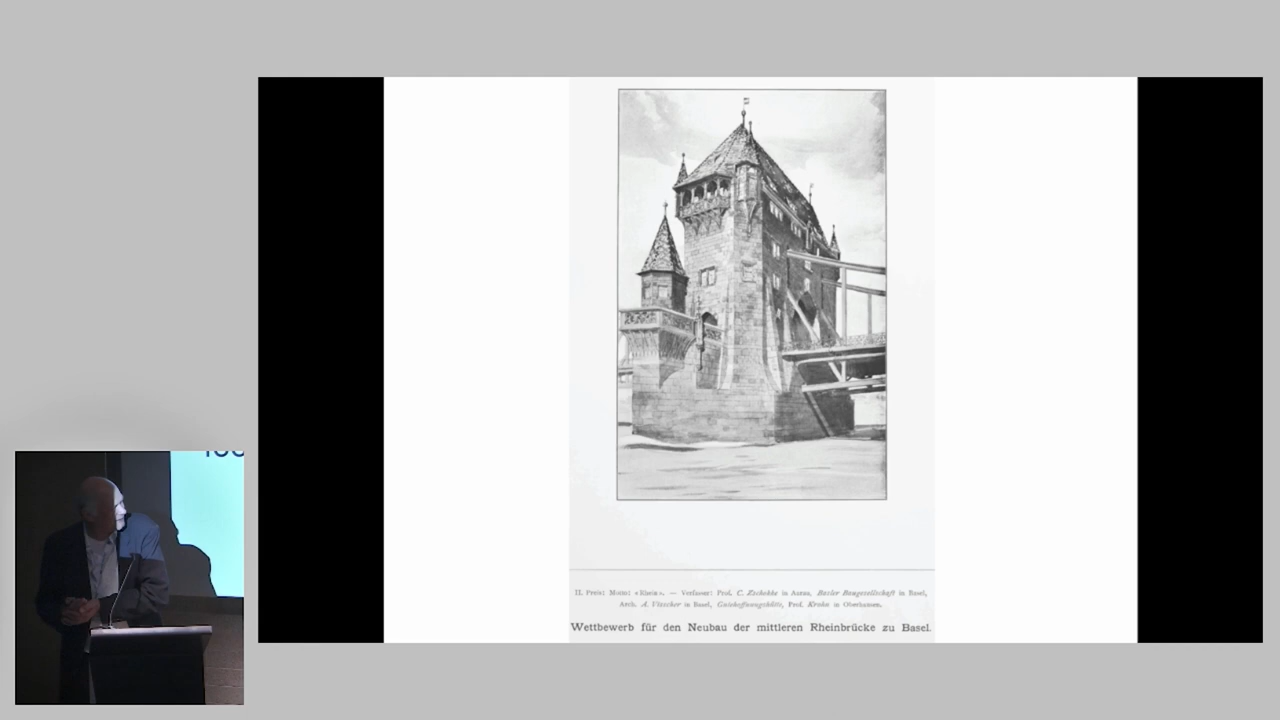 II. Preis: Motto: «Rhein». — Verfasser: Prof. C. Zschokke in Aarau, Basler Baugesellschaft in Basel,
Arch. A. Visscher in Basel, Gutehoffnungshütte, Prof. Krohn in Oberhausen.
Wettbewerb für den Neubau der mittleren Rheinbrücke zu Basel.